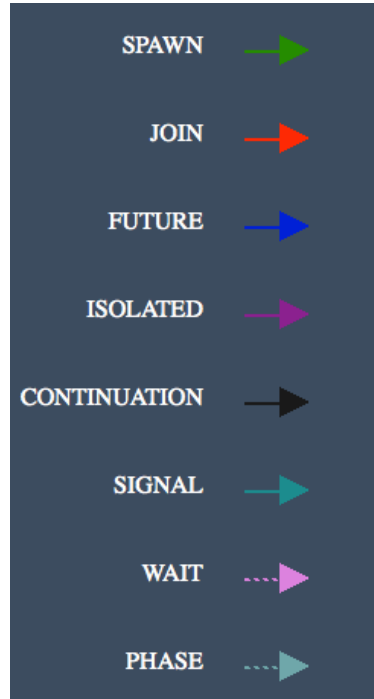 SPAWN
JOIN
FUTURE
ISOLATED
CONTINUATION
SIGNAL
WAIT
PHASE